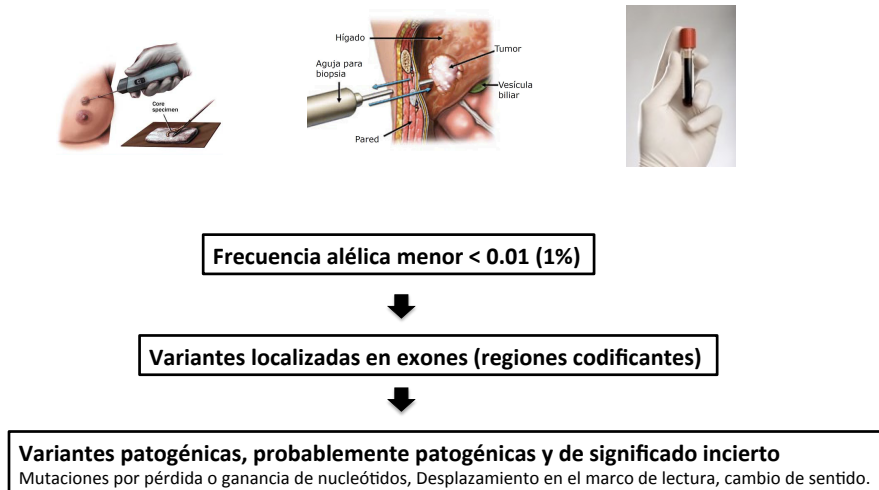 Core
specimen
Hígado
Aguja para
biopsia
Tumor
Vesícula
biliar
Pared
Frecuencia alélica menor < 0.01 (1%)
Variantes localizadas en exones (regiones codificantes)
Variantes patogénicas, probablemente patogénicas y de significado incierto
Mutaciones por pérdida o ganancia de nucleótidos, Desplazamiento en el marco de lectura, cambio de sentido.